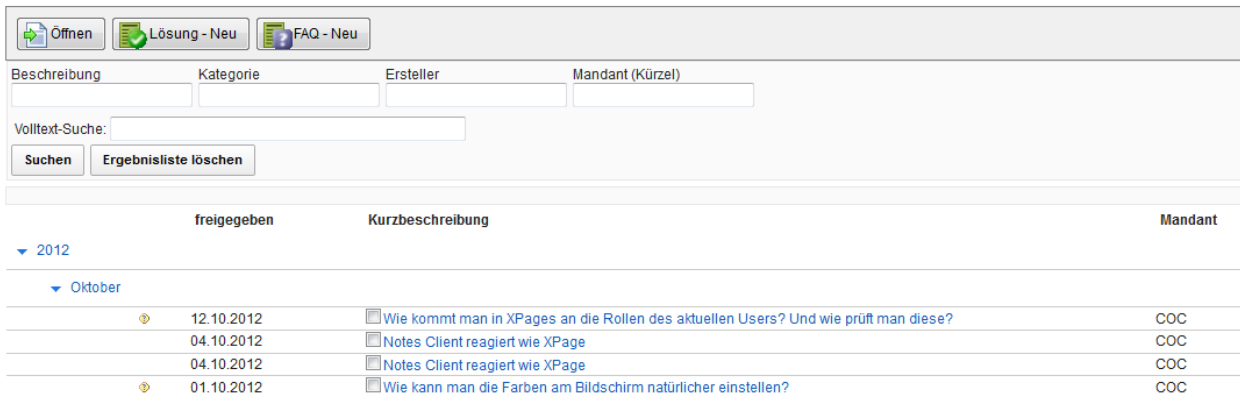 Öffnen Lösung - Neu FAQ - Neu
Beschreibung Kategorie Ersteller Mandant (Kürzel)
Volltext-Suche:
Suchen Ergebnisliste löschen
freigegeben Kurzbeschreibung Mandant
2012
Oktober
12.10.2012 Wie kommt man in XPages an die Rollen des aktuellen Users? Und wie prüft man diese? COC
04.10.2012 Notes Client reagiert wie XPage COC
04.10.2012 Notes Client reagiert wie XPage COC
01.10.2012 Wie kann man die Farben am Bildschirm natürlicher einstellen? COC